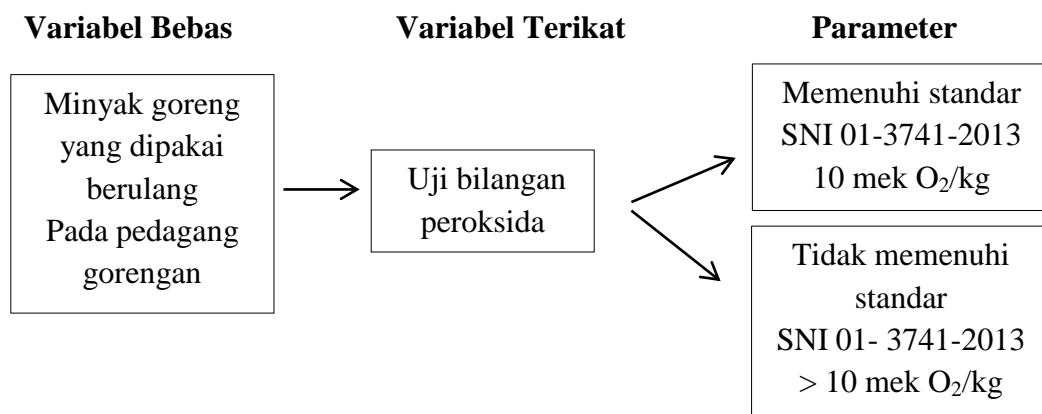 Variabel Bebas
Variabel Terikat
Parameter
Minyak goreng
yang dipakai
berulang
Pada pedagang
gorengan
Uji bilangan
peroksida
Memenuhi standar
SNI 01-3741-2013
10 mek O₂/kg
Tidak memenuhi
standar
SNI 01- 3741-2013
> 10 mek O₂/kg